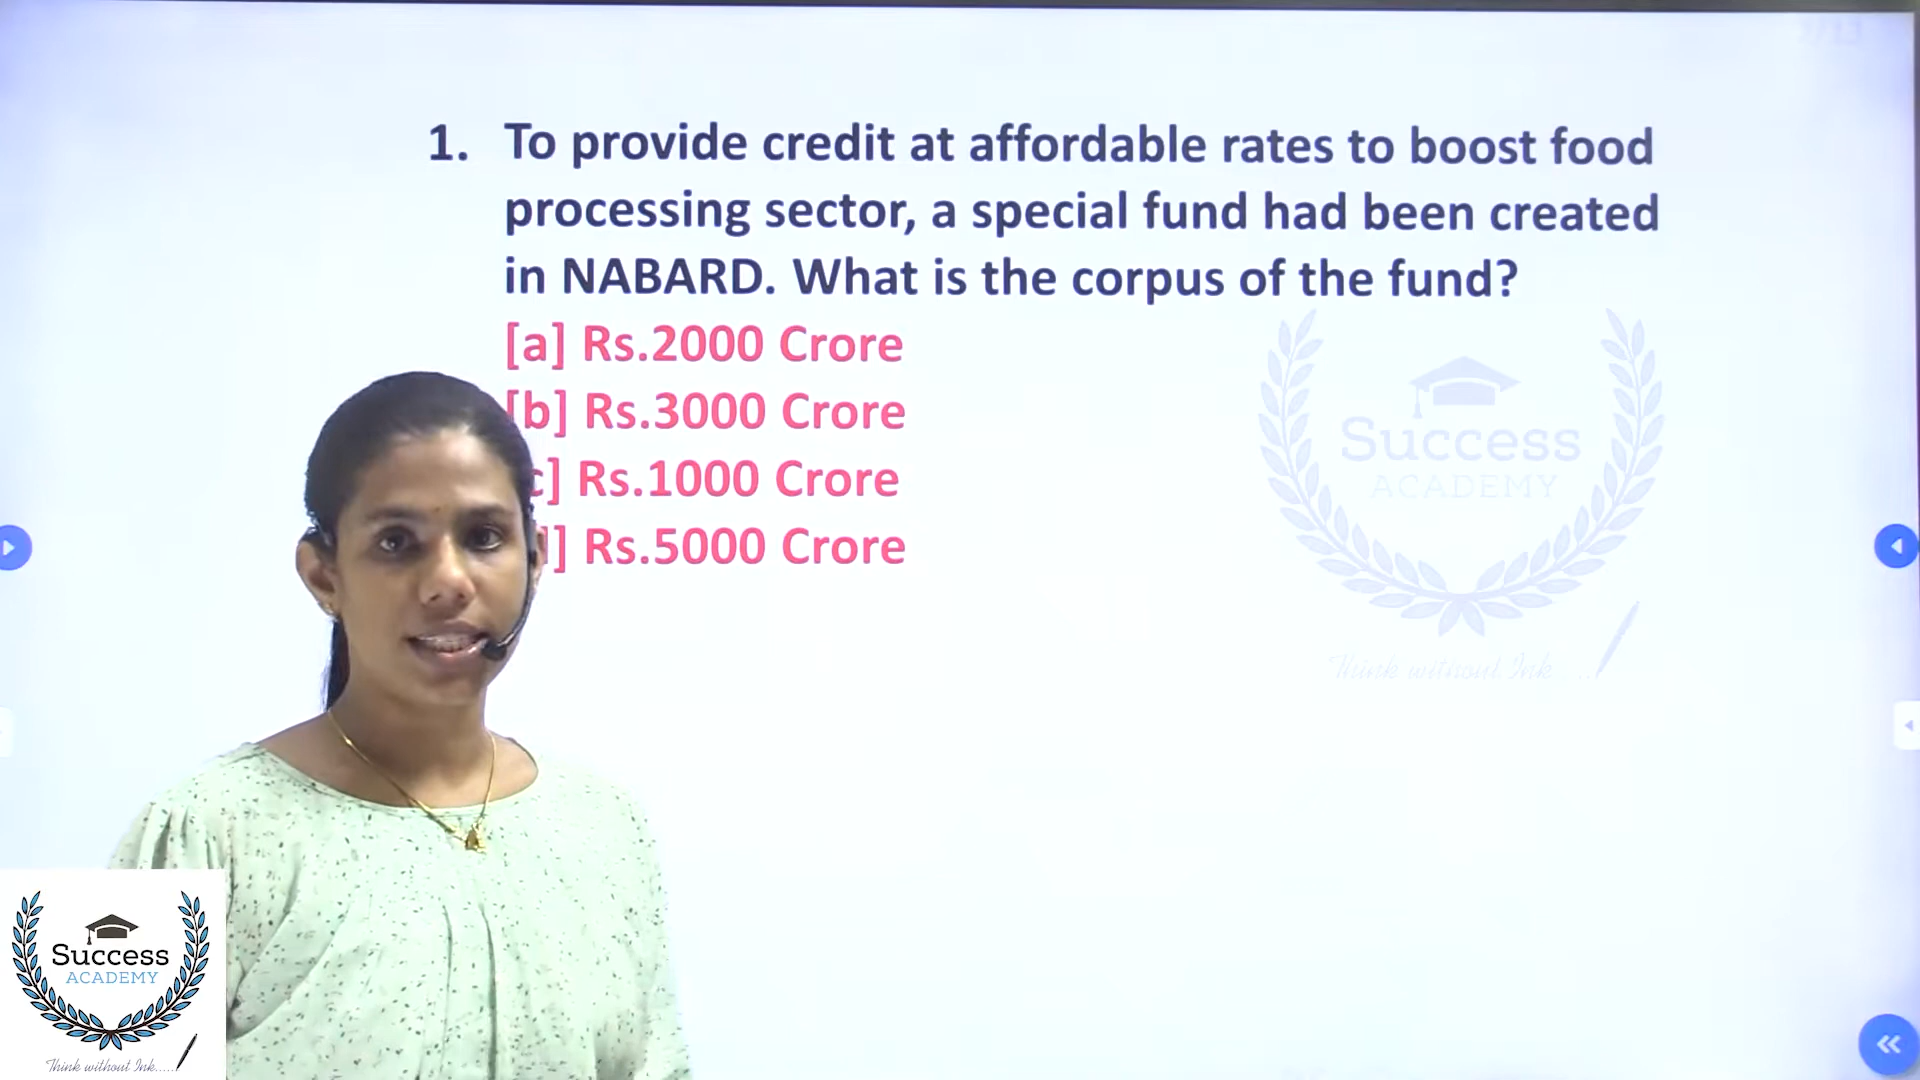 1. To provide credit at affordable rates to boost food
processing sector, a special fund had been created
in NABARD. What is the corpus of the fund?
[a] Rs.2000 Crore
[b] Rs.3000 Crore
c] Rs.1000 Crore
] Rs.5000 Crore
Success
ACADEMY
Think without Ink.....
Success
ACADEMY
Think without Ink.....